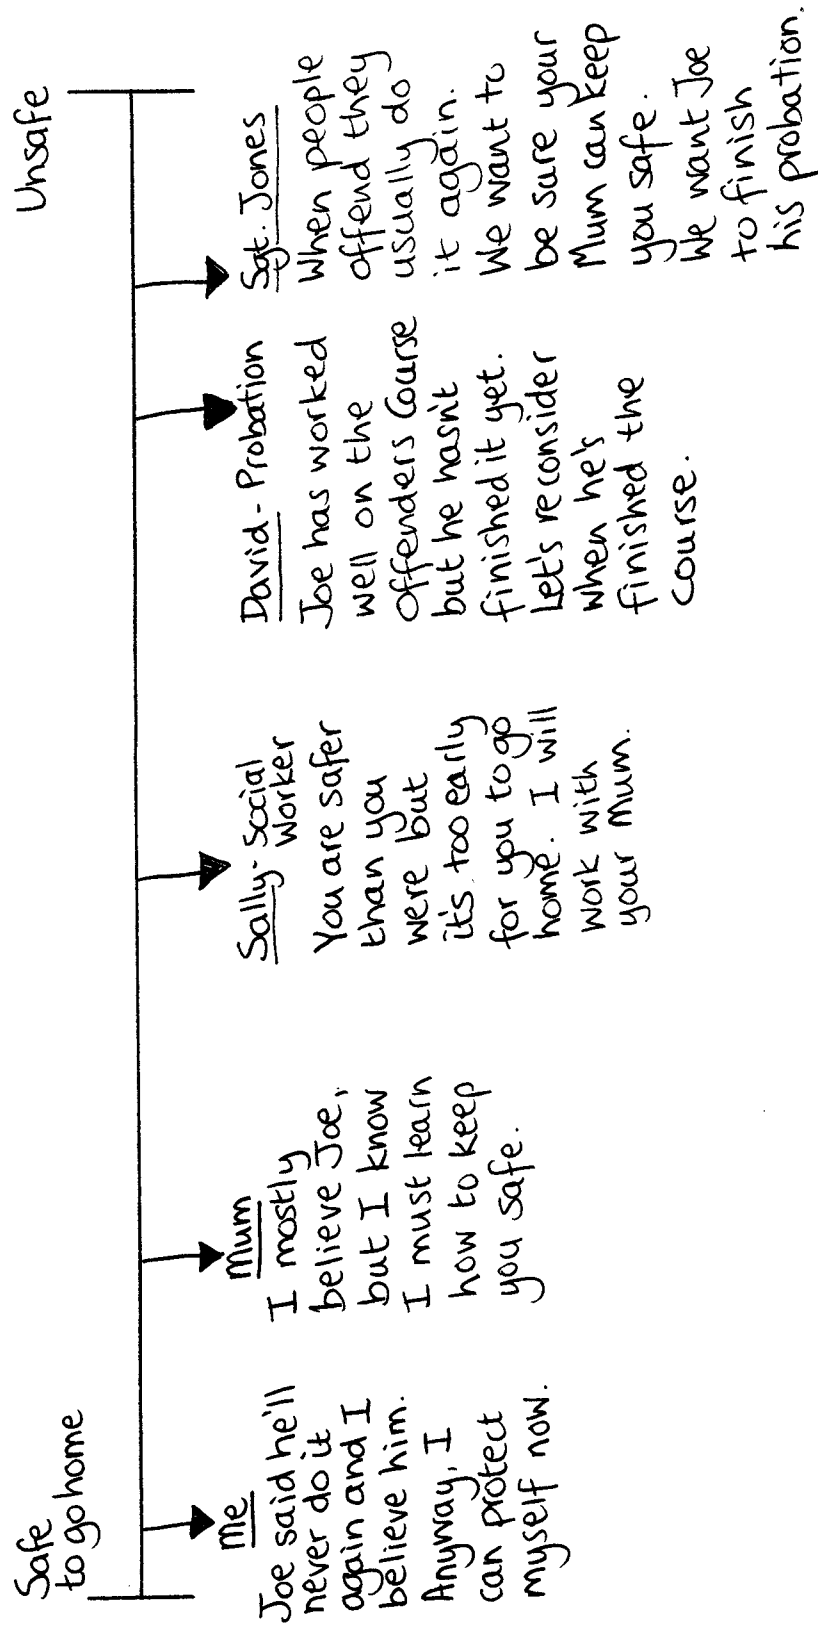 Safe
to go home
Unsafe
Me
Joe said he'll
never do it
again and I
believe him.
Anyway, I
can protect
myself now.
Mum
I mostly
believe Joe,
but I know
I must learn
how to keep
you safe.
Sally - Social
Worker
You are safer
than you
were but
it's too early
for you to go
home. I will
work with
your Mum.
David - Probation
Joe has worked
well on the
Offenders Course
but he hasn't
finished it yet.
Let's reconsider
when he's
finished the
course.
Sgt. Jones
When people
offend they
usually do
it again.
We want to
be sure your
Mum can keep
you safe.
We want Joe
to finish
his probation.